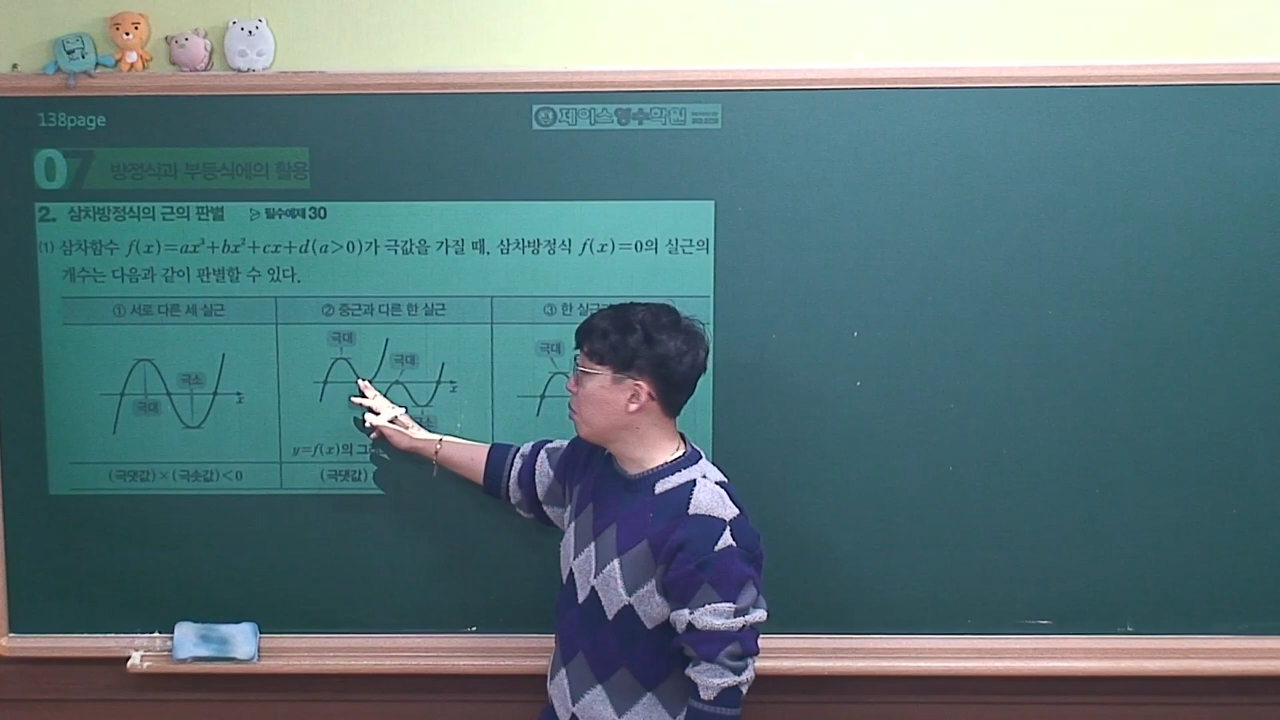 138page
제이스영수학원
07 방정식과 부등식에의 활용
2. 삼차방정식의 근의 판별 필수예제 30
(1) 삼차함수 f(x)=ax³+bx²+cx+d(a>0)가 극값을 가질 때, 삼차방정식 f(x)=0의 실근의
개수는 다음과 같이 판별할 수 있다.
① 서로 다른 세 실근 ② 중근과 다른 한 실근 ③ 한 실근
극대 극대 극대
극소
극대 극소
x x
y=f(x)의
(극댓값)×(극솟값)<0 (극댓값)